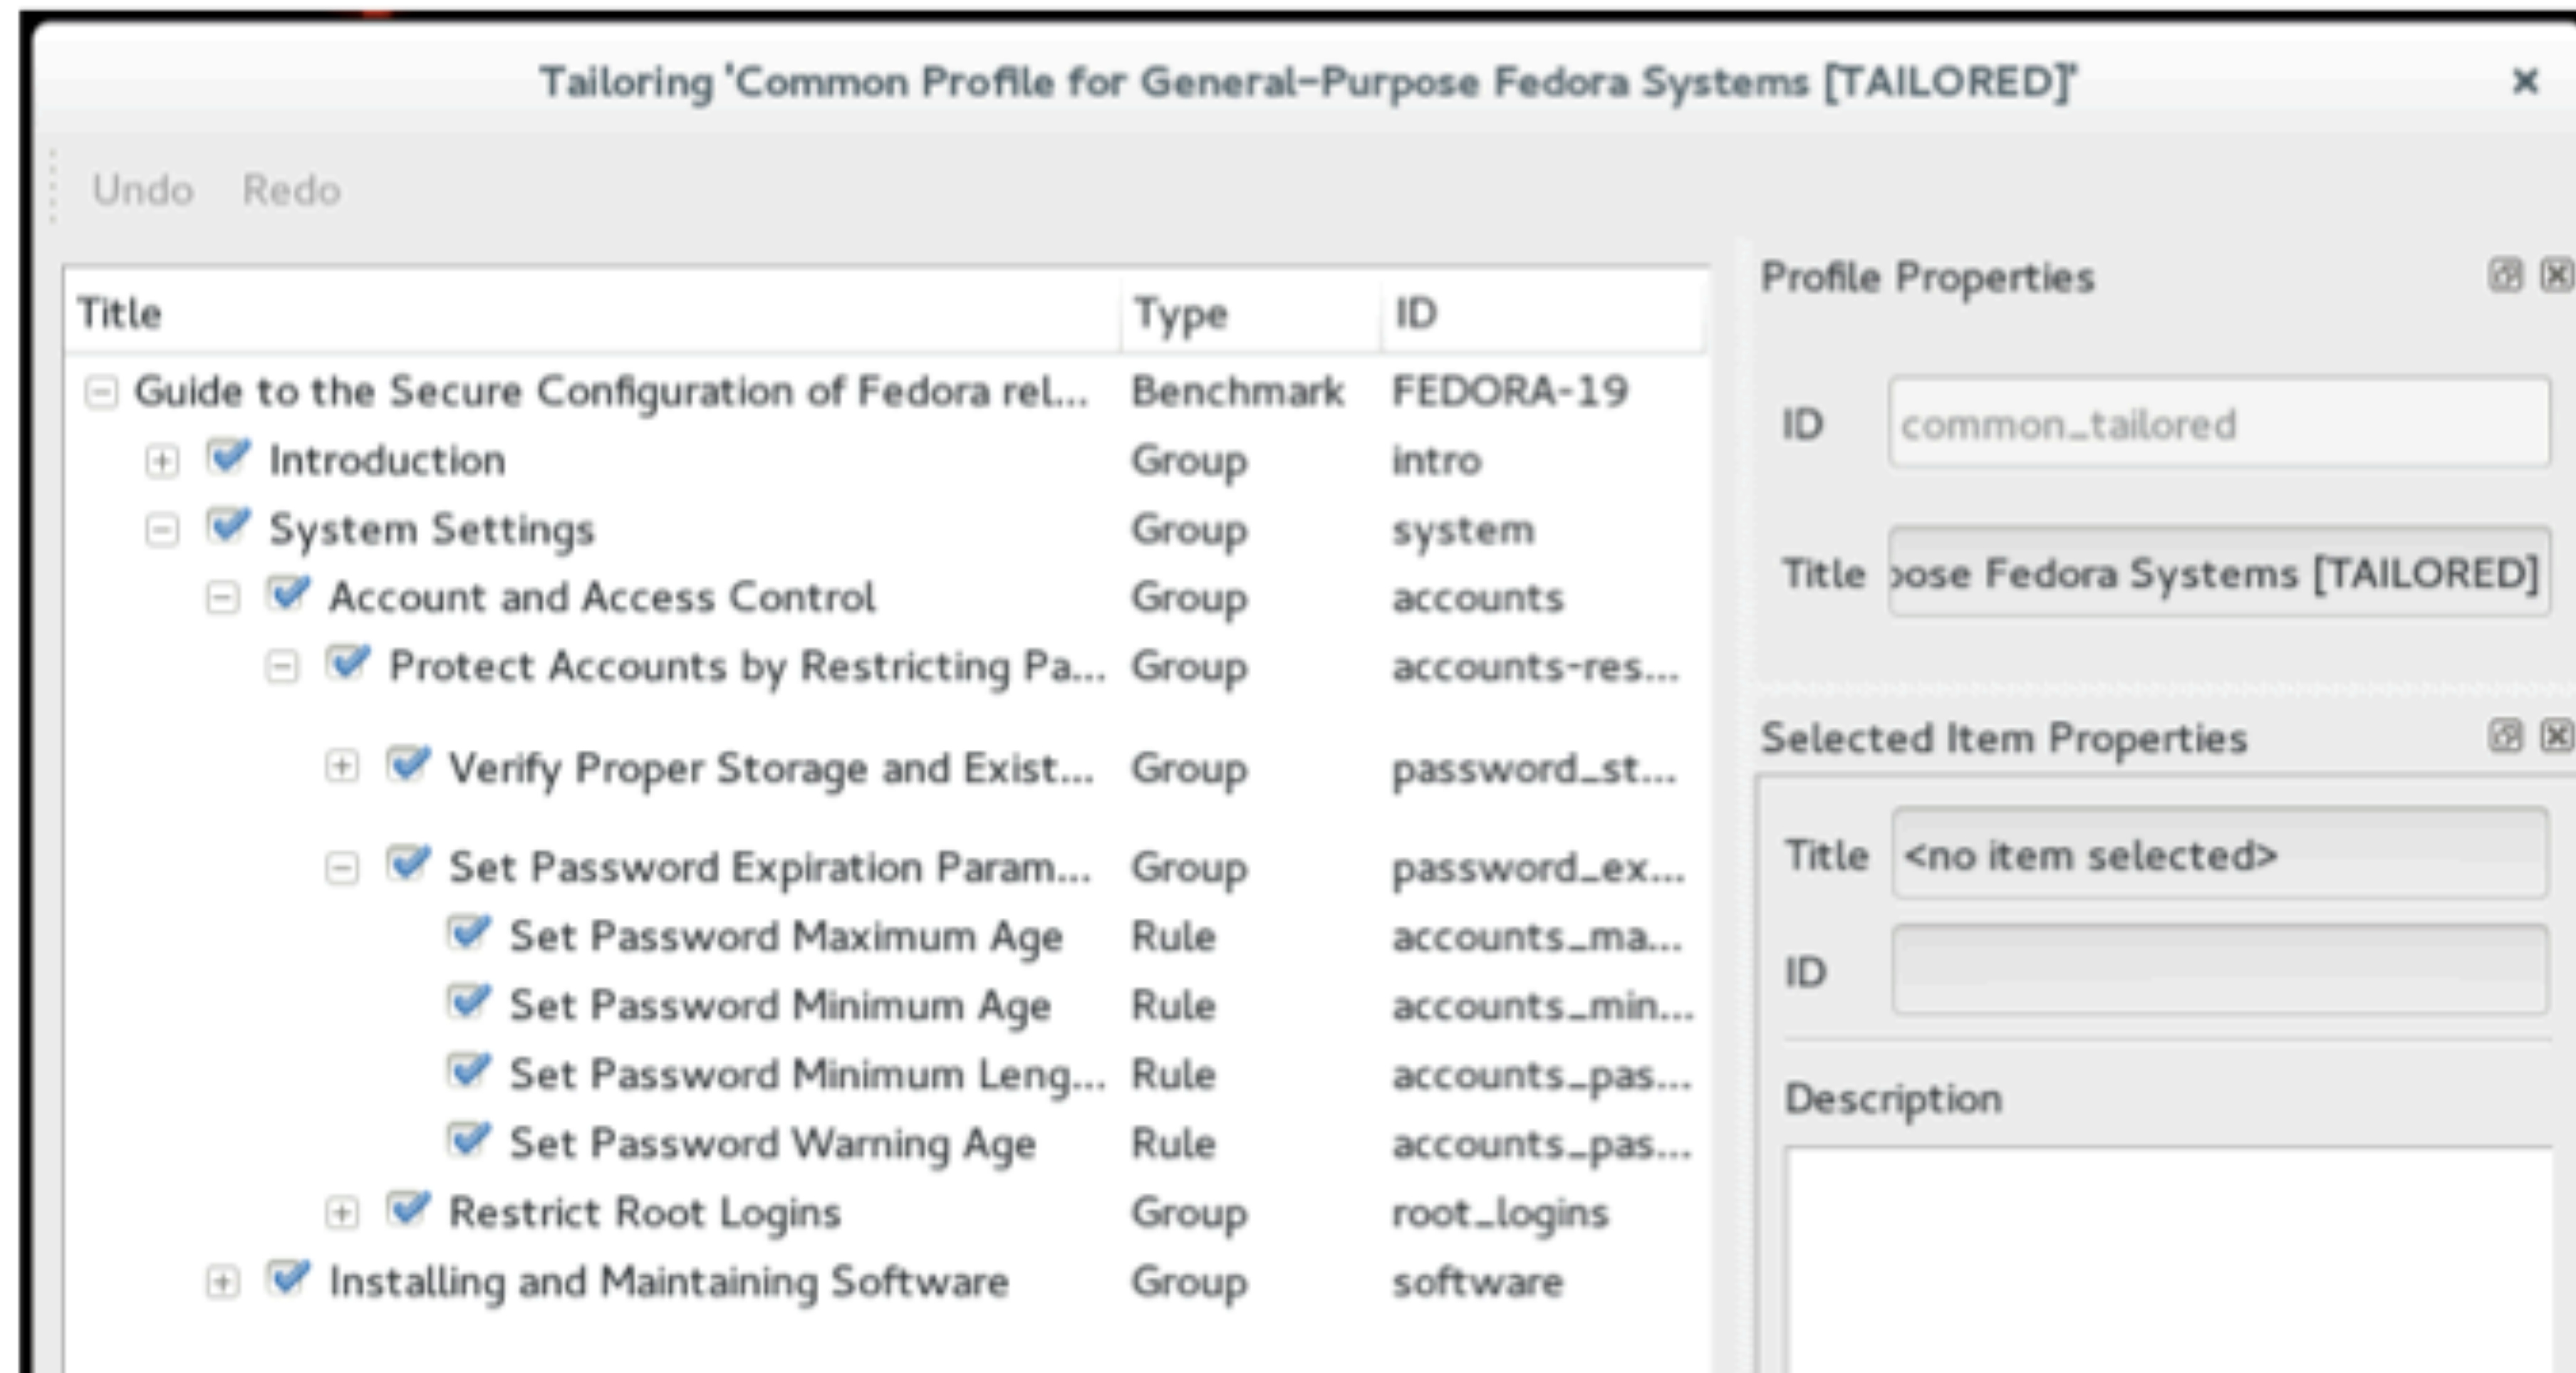 Tailoring 'Common Profile for General-Purpose Fedora Systems [TAILORED]'
Undo Redo
Title Type ID
Guide to the Secure Configuration of Fedora rel... Benchmark FEDORA-19
Introduction Group intro
System Settings Group system
Account and Access Control Group accounts
Protect Accounts by Restricting Pa... Group accounts-res...
Verify Proper Storage and Exist... Group password_st...
Set Password Expiration Param... Group password_ex...
Set Password Maximum Age Rule accounts_ma...
Set Password Minimum Age Rule accounts_min...
Set Password Minimum Leng... Rule accounts_pas...
Set Password Warning Age Rule accounts_pas...
Restrict Root Logins Group root_logins
Installing and Maintaining Software Group software
Profile Properties
ID common_tailored
Title pose Fedora Systems [TAILORED]
Selected Item Properties
Title <no item selected>
ID
Description